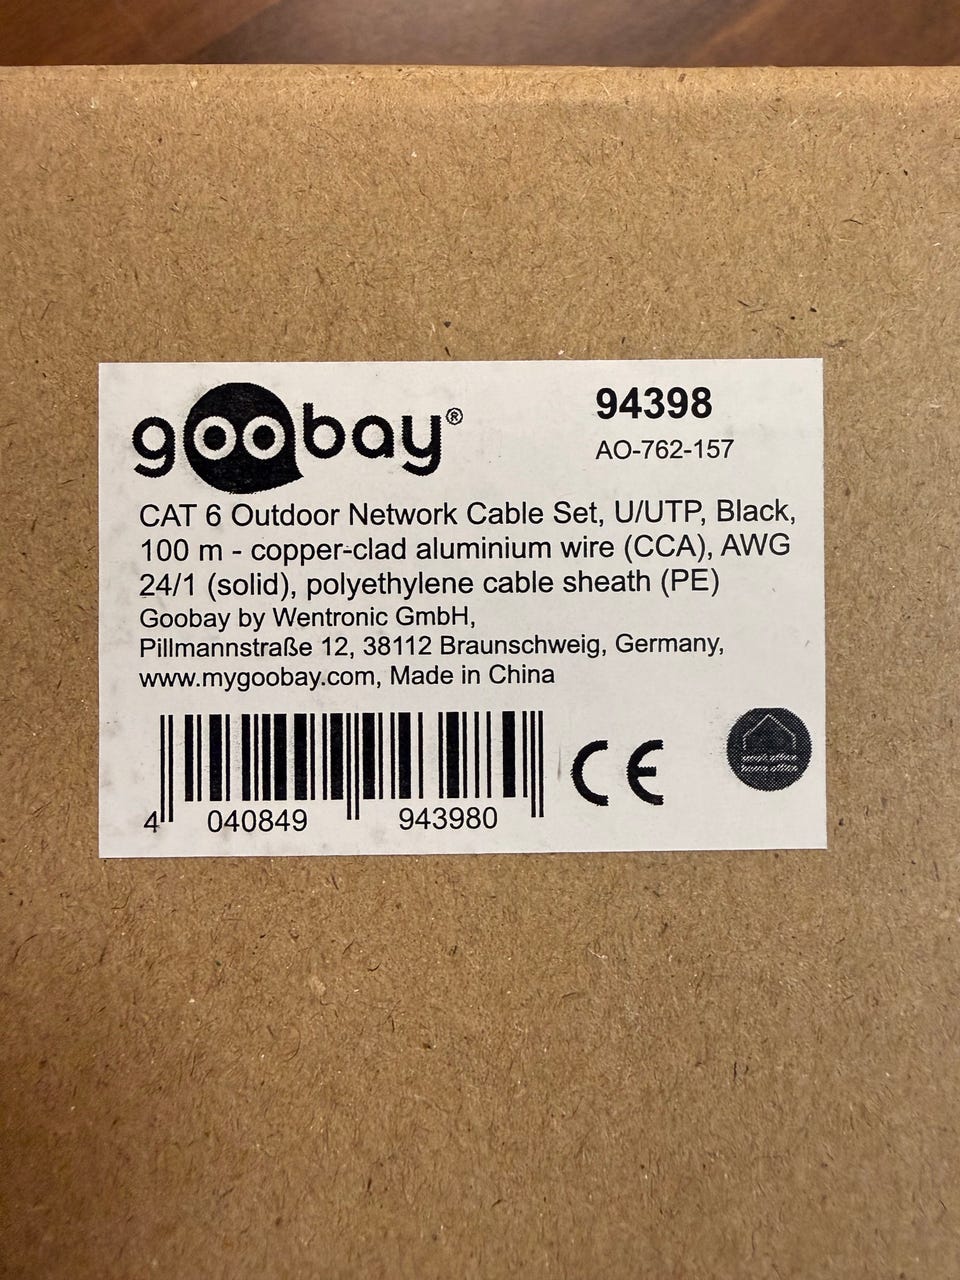 goobay®
94398
AO-762-157
CAT 6 Outdoor Network Cable Set, U/UTP, Black,
100 m - copper-clad aluminium wire (CCA), AWG
24/1 (solid), polyethylene cable sheath (PE)
Goobay by Wentronic GmbH,
Pillmannstraße 12, 38112 Braunschweig, Germany,
www.mygoobay.com, Made in China
CE
4 040849 943980